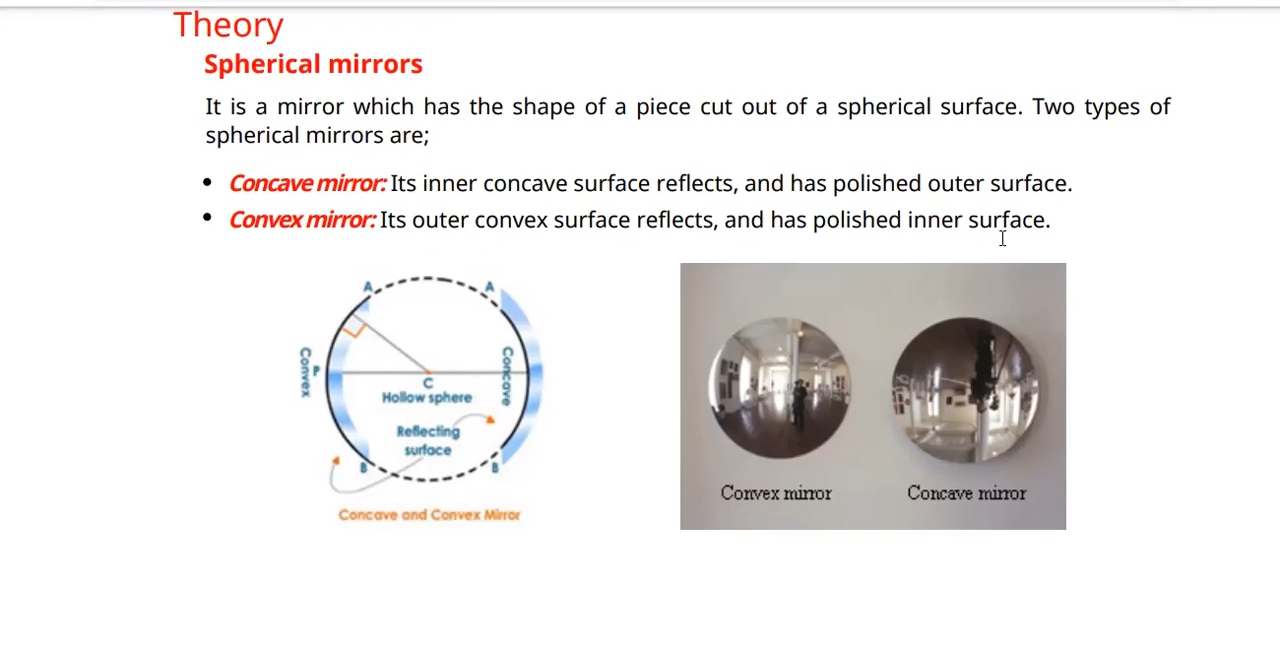 Theory
Spherical mirrors
It is a mirror which has the shape of a piece cut out of a spherical surface. Two types of
spherical mirrors are;
• Concave mirror: Its inner concave surface reflects, and has polished outer surface.
• Convex mirror: Its outer convex surface reflects, and has polished inner surface.
A
A
Convex
P
Concave
C
Hollow sphere
Reflecting
surface
B
B
Concave and Convex Mirror
Convex mirror
Concave mirror